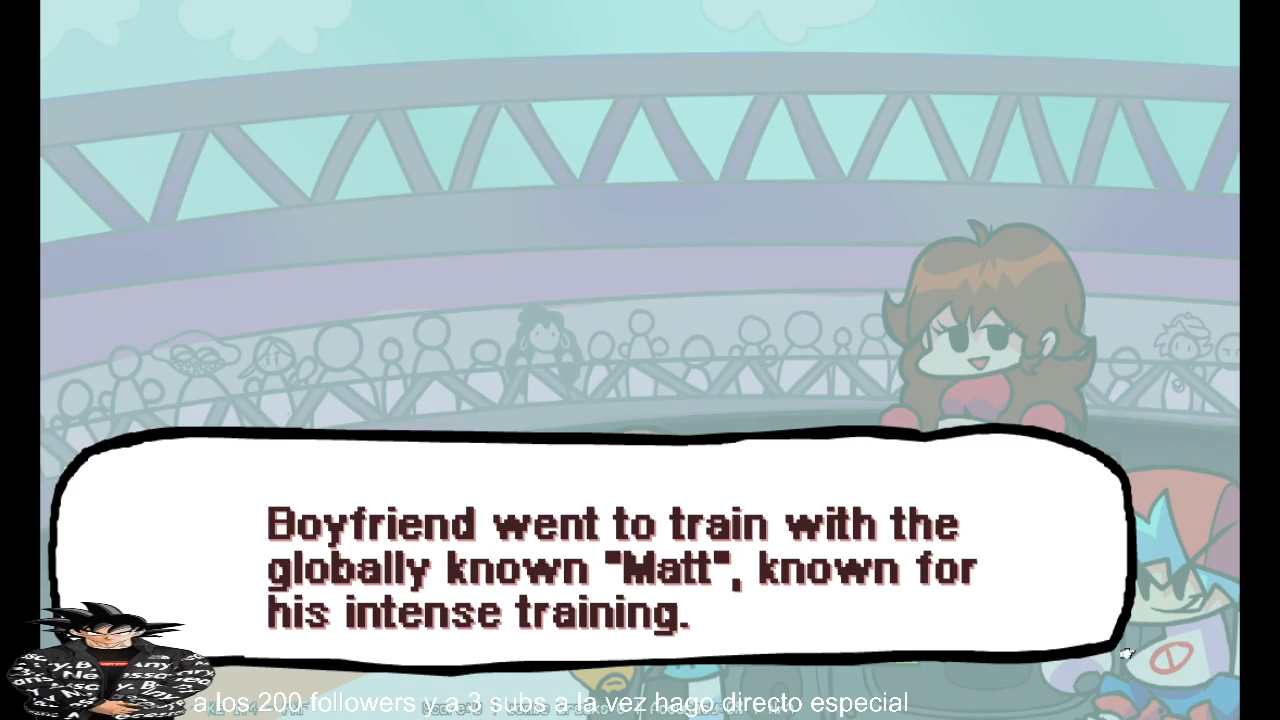 Boyfriend went to train with the
globally known "Matt", known for
his intense training.
a los 200 followers y a 3 subs a la vez hago directo especial